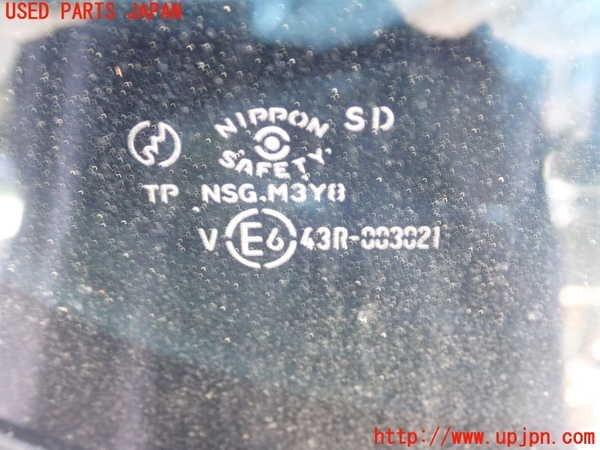 USED PARTS JAPAN
NIPPON
SAFETY
SD
TP NSG.M3Y8
V E6 43R-003021
http://www.upjpn.com/